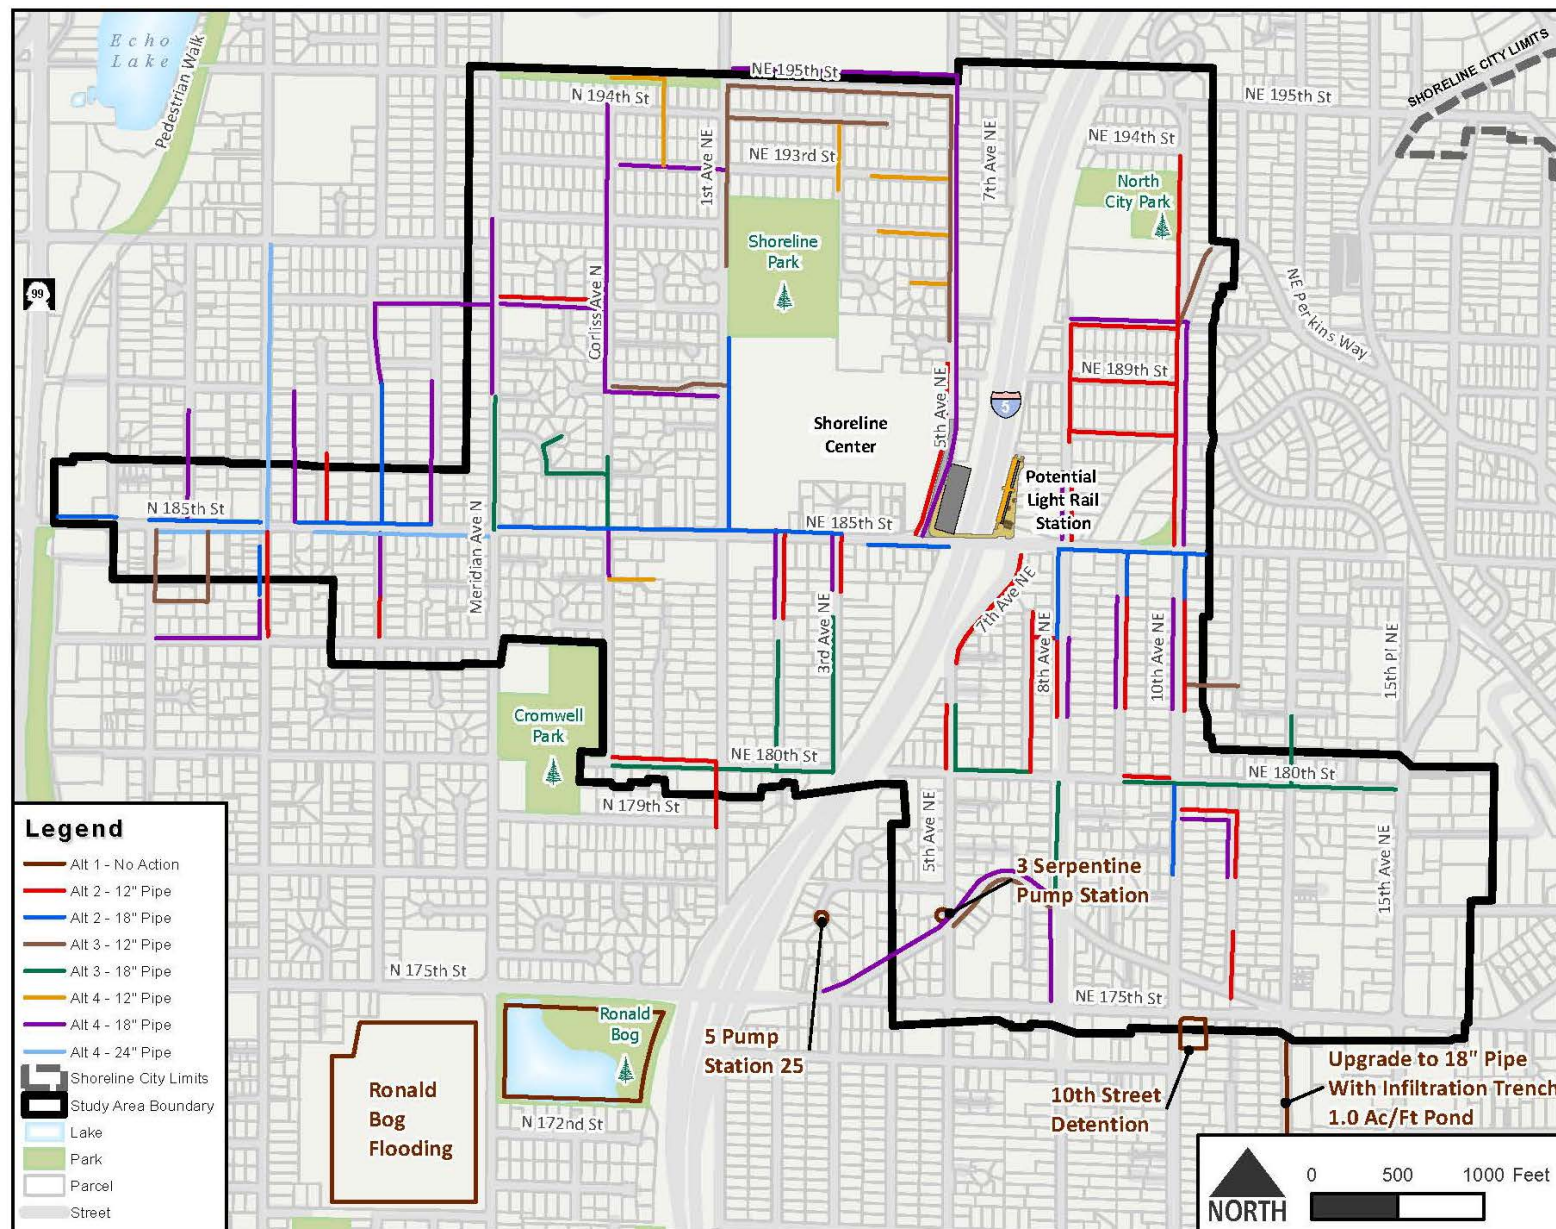 Echo
Lake
Pedestrian Walk
NE 195th St
N 194th St
1st Ave NE
NE 193rd St
7th Ave NE
NE 194th St
NE 195th St
SHORELINE CITY LIMITS
North
City Park
Shoreline
Park
99
Corliss Ave N
NE Perkins Way
NE 189th St
5th Ave NE
5
Shoreline
Center
Potential
Light Rail
Station
N 185th St
NE 185th St
Meridian Ave N
7th Ave NE
3rd Ave NE
8th Ave NE
10th Ave NE
15th Pl NE
Cromwell
Park
NE 180th St
NE 180th St
N 179th St
5th Ave NE
15th Ave NE
3 Serpentine
Pump Station
N 175th St
NE 175th St
Ronald
Bog
5 Pump
Station 25
Ronald
Bog
Flooding
N 172nd St
10th Street
Detention
Upgrade to 18" Pipe
With Infiltration Trench
1.0 Ac/Ft Pond
Legend
Alt 1 - No Action
Alt 2 - 12" Pipe
Alt 2 - 18" Pipe
Alt 3 - 12" Pipe
Alt 3 - 18" Pipe
Alt 4 - 12" Pipe
Alt 4 - 18" Pipe
Alt 4 - 24" Pipe
Shoreline City Limits
Study Area Boundary
Lake
Park
Parcel
Street
NORTH
0 500 1000 Feet